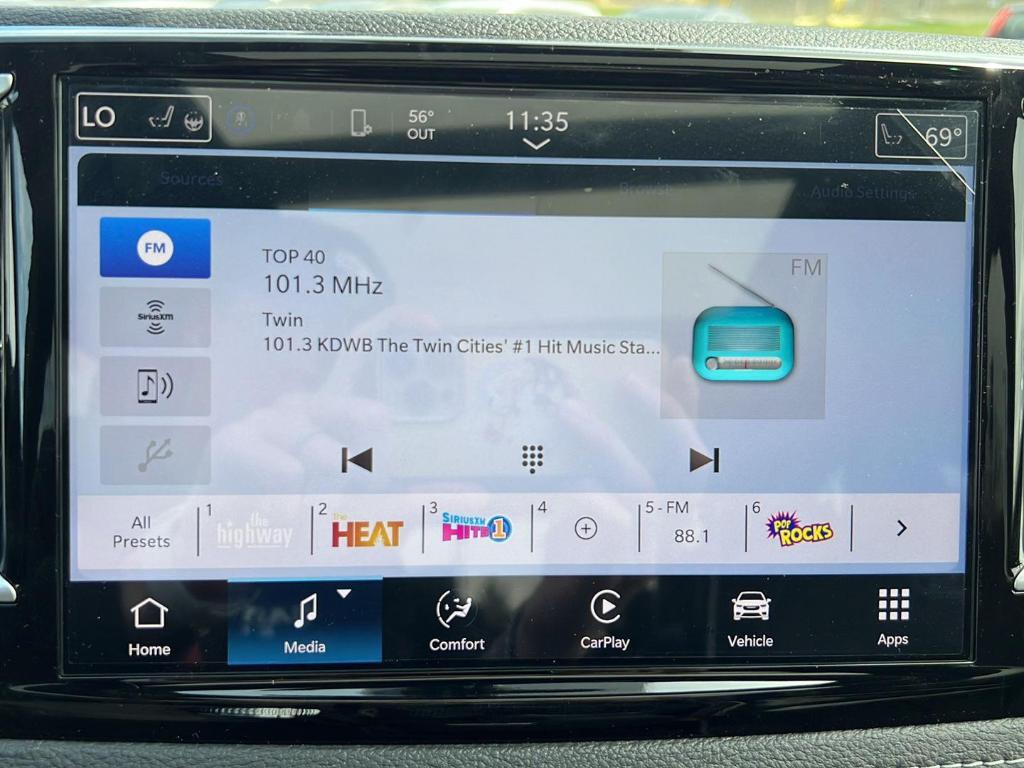 LO
56°
OUT
11:35
69°
Sources
Browse
Audio Settings
FM
SiriusXM
TOP 40
101.3 MHz
Twin
101.3 KDWB The Twin Cities' #1 Hit Music Sta...
FM
All
Presets
1
the
highway
2
The
HEAT
3
SIRIUSXM
HITS 1
4
5 - FM
88.1
6
POP
ROCKS
Home
Media
Comfort
CarPlay
Vehicle
Apps